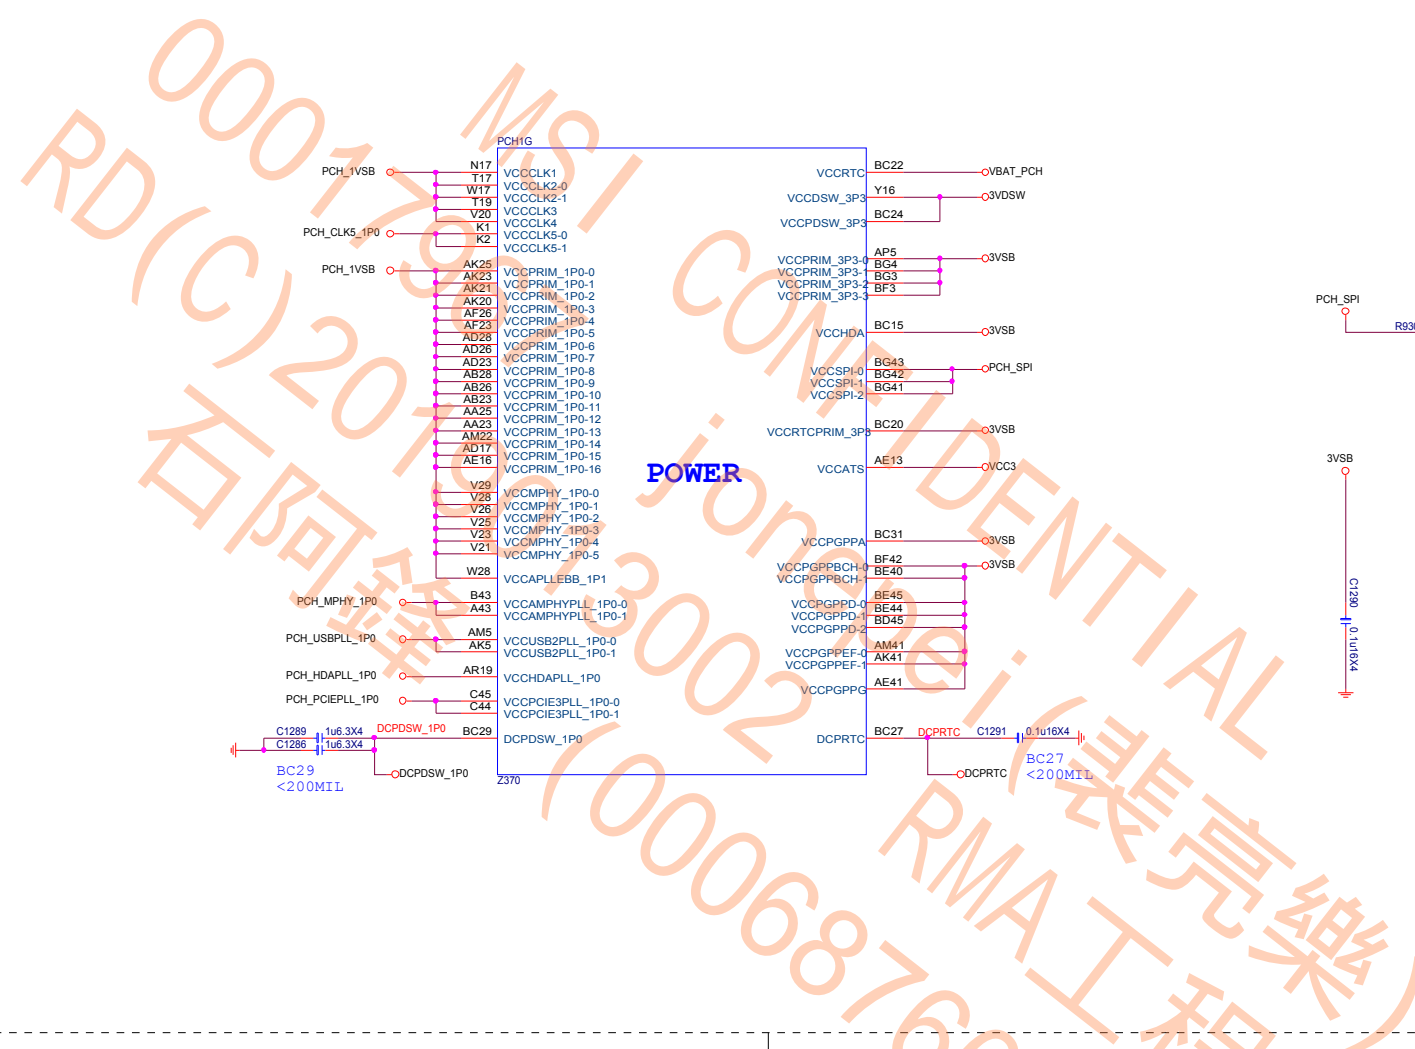 PCH1G
PCH_1VSB
N17 VCCCLK1
T17 VCCCLK2-0
W17 VCCCLK2-1
T19 VCCCLK3
V20 VCCCLK4
PCH_CLK5_1P0
K1 VCCCLK5-0
K2 VCCCLK5-1
PCH_1VSB
AK25 VCCPRIM_1P0-0
AK23 VCCPRIM_1P0-1
AK21 VCCPRIM_1P0-2
AK20 VCCPRIM_1P0-3
AF26 VCCPRIM_1P0-4
AF23 VCCPRIM_1P0-5
AD28 VCCPRIM_1P0-6
AD26 VCCPRIM_1P0-7
AD23 VCCPRIM_1P0-8
AB28 VCCPRIM_1P0-9
AB26 VCCPRIM_1P0-10
AB23 VCCPRIM_1P0-11
AA25 VCCPRIM_1P0-12
AA23 VCCPRIM_1P0-13
AM22 VCCPRIM_1P0-14
AD17 VCCPRIM_1P0-15
AE16 VCCPRIM_1P0-16
V29 VCCMPHY_1P0-0
V28 VCCMPHY_1P0-1
V26 VCCMPHY_1P0-2
V25 VCCMPHY_1P0-3
V23 VCCMPHY_1P0-4
V21 VCCMPHY_1P0-5
W28 VCCAPLLEBB_1P1
PCH_MPHY_1P0
B43 VCCAMPHYPLL_1P0-0
A43 VCCAMPHYPLL_1P0-1
PCH_USBPLL_1P0
AM5 VCCUSB2PLL_1P0-0
AK5 VCCUSB2PLL_1P0-1
PCH_HDAPLL_1P0
AR19 VCCHDAPLL_1P0
PCH_PCIEPLL_1P0
C45 VCCPCIE3PLL_1P0-0
C44 VCCPCIE3PLL_1P0-1
C1289 1u6.3X4 DCPDSW_1P0 BC29 DCPDSW_1P0
C1286 1u6.3X4
BC29
<200MIL
DCPDSW_1P0
Z370
POWER
VCCRTC BC22 VBAT_PCH
VCCDSW_3P3 Y16 3VDSW
VCCPDSW_3P3 BC24
VCCPRIM_3P3-0 AP5 3VSB
VCCPRIM_3P3-1 BG4
VCCPRIM_3P3-2 BG3
VCCPRIM_3P3-3 BF3
VCCHDA BC15 3VSB
VCCSPI-0 BG43 PCH_SPI
VCCSPI-1 BG42
VCCSPI-2 BG41
VCCRTCPRIM_3P3 BC20 3VSB
VCCATS AE13 VCC3
VCCPGPPA BC31 3VSB
VCCPGPPBCH-0 BF42 3VSB
VCCPGPPBCH-1 BE40
VCCPGPPD-0 BE45
VCCPGPPD-1 BE44
VCCPGPPD-2 BD45
VCCPGPPEF-0 AM41
VCCPGPPEF-1 AK41
VCCPGPPG AE41
DCPRTC BC27 DCPRTC C1291 0.1u16X4
BC27
<200MIL
DCPRTC
PCH_SPI
3VSB
C1290
0.1u16X4
MSI CONFIDENTIAL
RD(C)2019013002
石阿鋒
jonepei(裴亮樂)